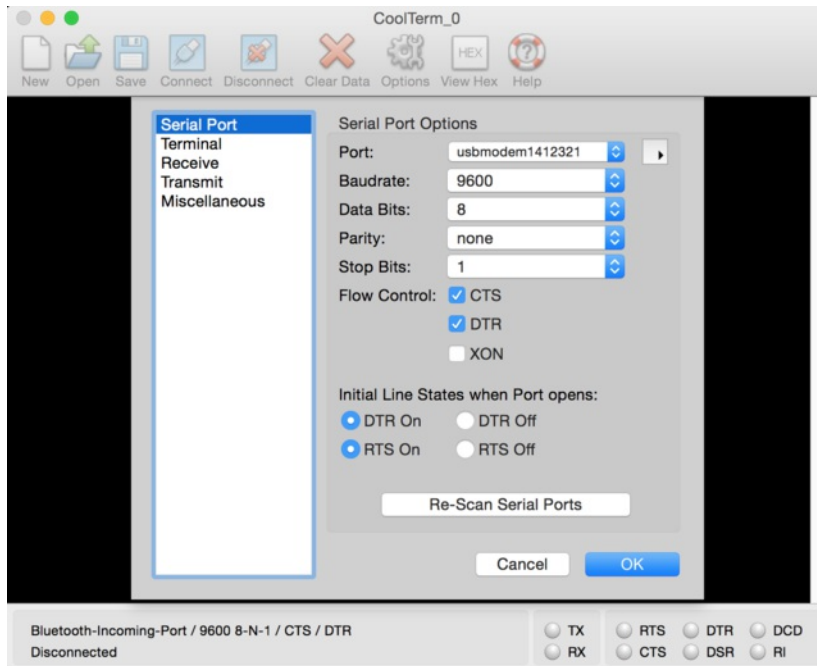 CoolTerm_0
New Open Save Connect Disconnect Clear Data Options View Hex Help
HEX
Serial Port
Terminal
Receive
Transmit
Miscellaneous
Serial Port Options
Port: usbmodem1412321
Baudrate: 9600
Data Bits: 8
Parity: none
Stop Bits: 1
Flow Control: CTS
DTR
XON
Initial Line States when Port opens:
DTR On DTR Off
RTS On RTS Off
Re-Scan Serial Ports
Cancel OK
Bluetooth-Incoming-Port / 9600 8-N-1 / CTS / DTR
Disconnected
TX RTS DTR DCD
RX CTS DSR RI